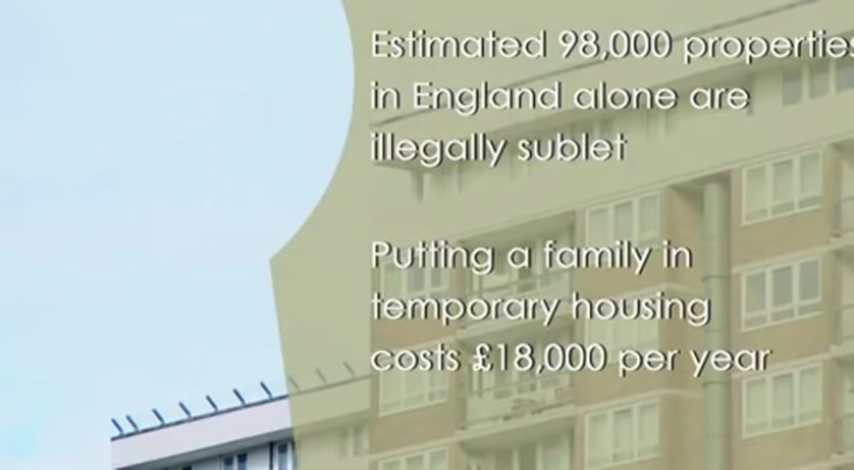 Estimated 98,000 properties
in England alone are
illegally sublet
Putting a family in
temporary housing
costs £18,000 per year